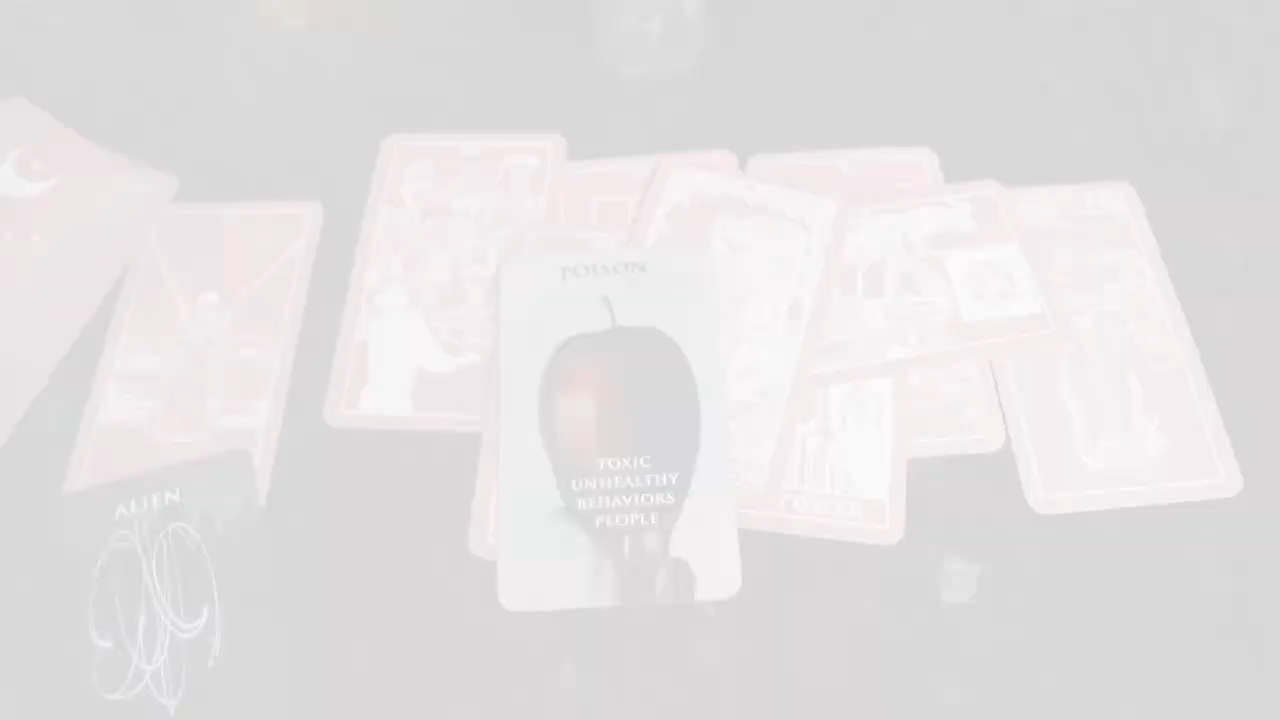 POISON
TOXIC
UNHEALTHY
BEHAVIORS
PEOPLE
ALIEN